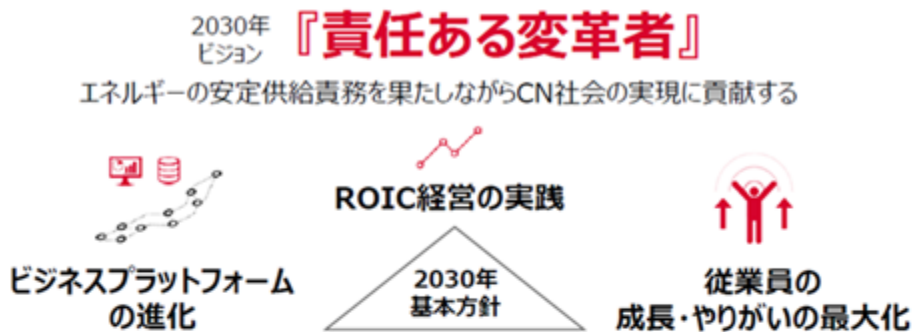 2030年
ビジョン
『責任ある変革者』
エネルギーの安定供給責務を果たしながらCN社会の実現に貢献する
ROIC経営の実践
ビジネスプラットフォーム
の進化
2030年
基本方針
従業員の
成長・やりがいの最大化